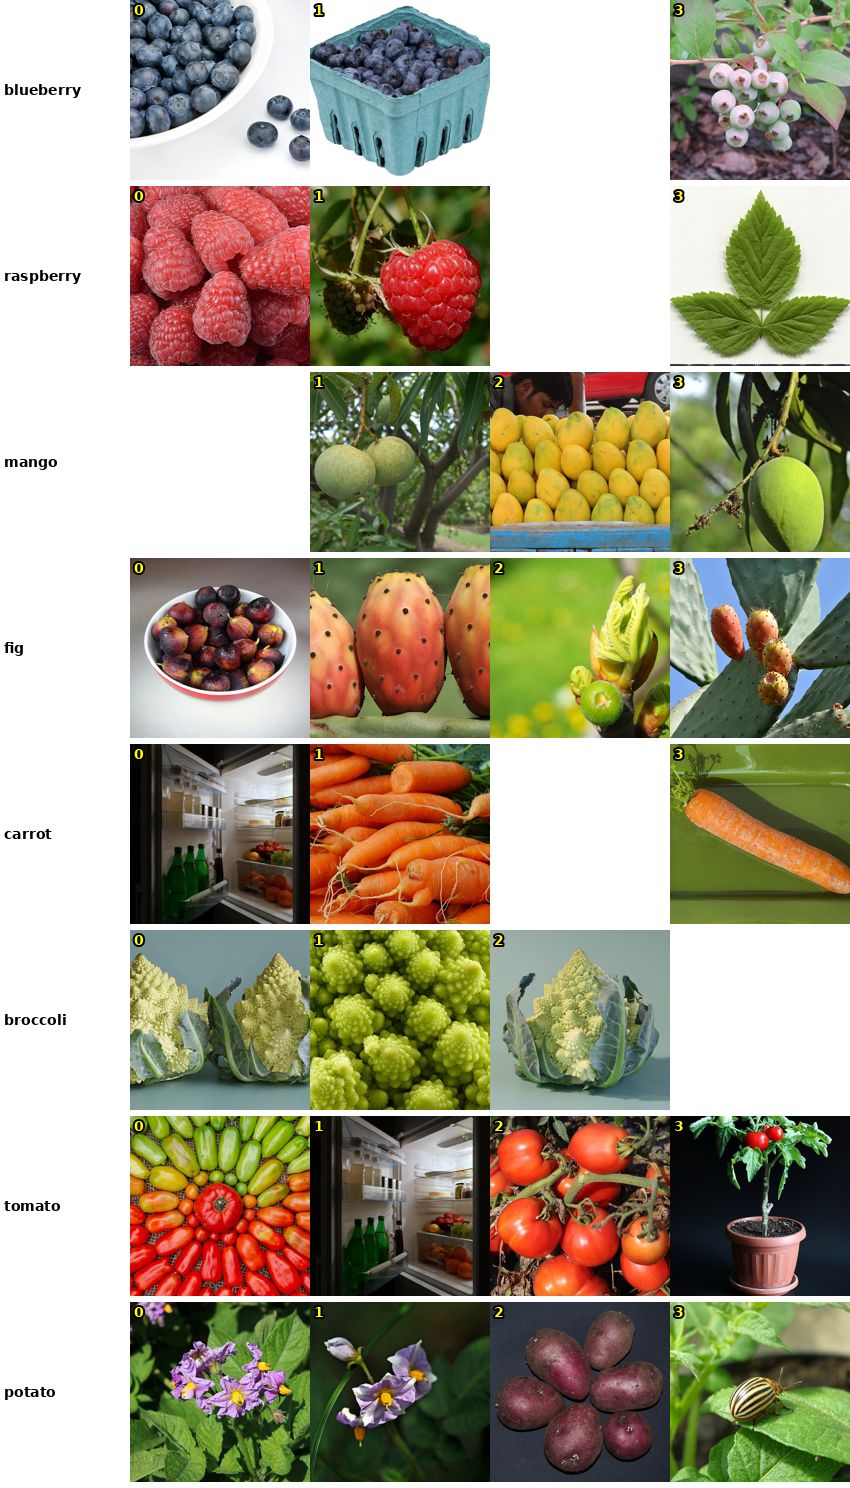 blueberry 0 1 3
raspberry 0 1 3
mango 1 2 3
fig 0 1 2 3
carrot 0 1 3
broccoli 0 1 2
tomato 0 1 2 3
potato 0 1 2 3